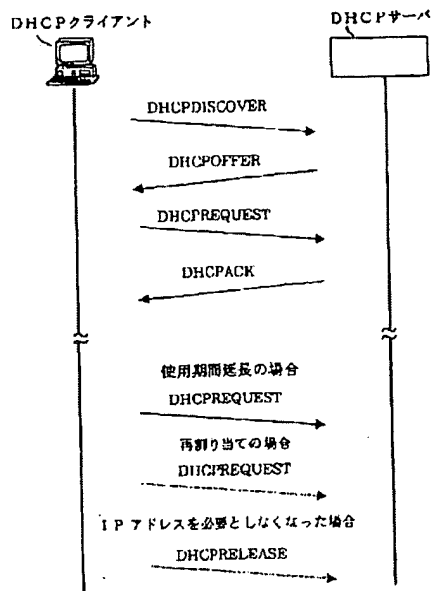 DHCPクライアント
DHCPサーバ
DHCPDISCOVER
DHCPOFFER
DHCPREQUEST
DHCPACK
使用期間延長の場合
DHCPREQUEST
再割り当ての場合
DHCPREQUEST
IPアドレスを必要としなくなった場合
DHCPRELEASE